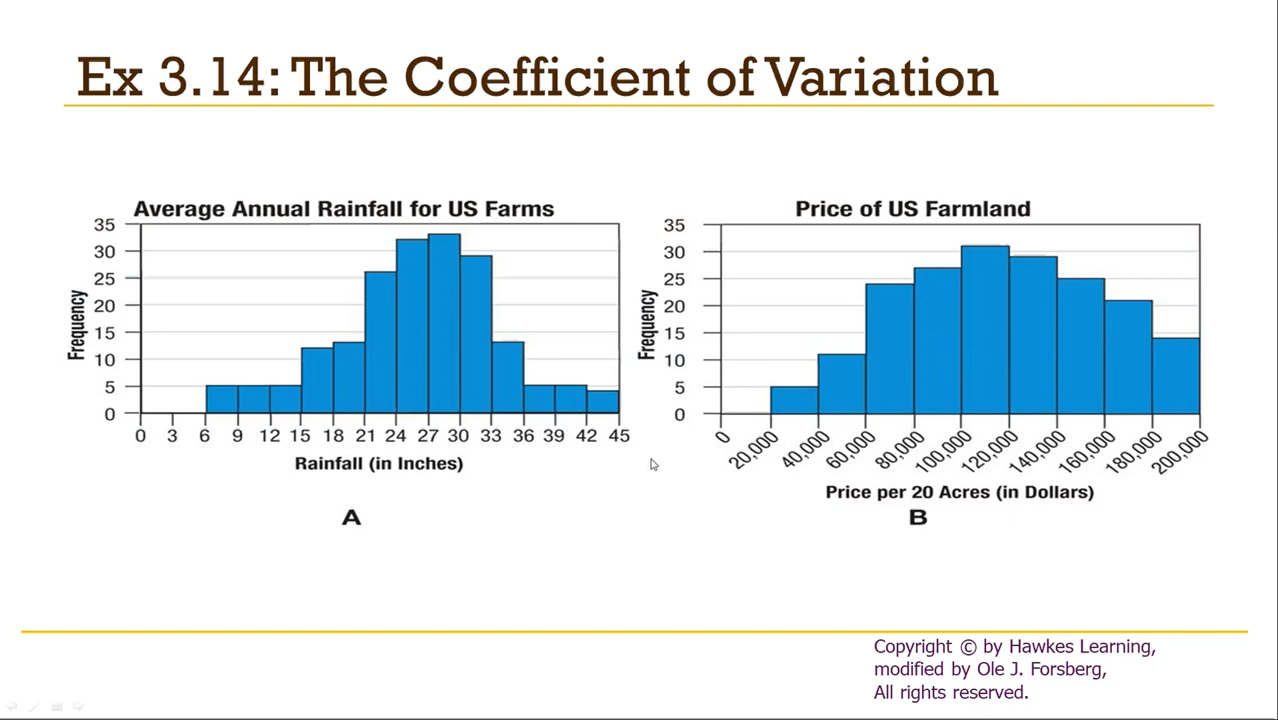 Ex 3.14: The Coefficient of Variation
Average Annual Rainfall for US Farms
35
30
25
20
15
10
5
0
Frequency
0 3 6 9 12 15 18 21 24 27 30 33 36 39 42 45
Rainfall (in Inches)
A
Price of US Farmland
35
30
25
20
15
10
5
0
Frequency
0 20,000 40,000 60,000 80,000 100,000 120,000 140,000 160,000 180,000 200,000
Price per 20 Acres (in Dollars)
B
Copyright © by Hawkes Learning,
modified by Ole J. Forsberg,
All rights reserved.